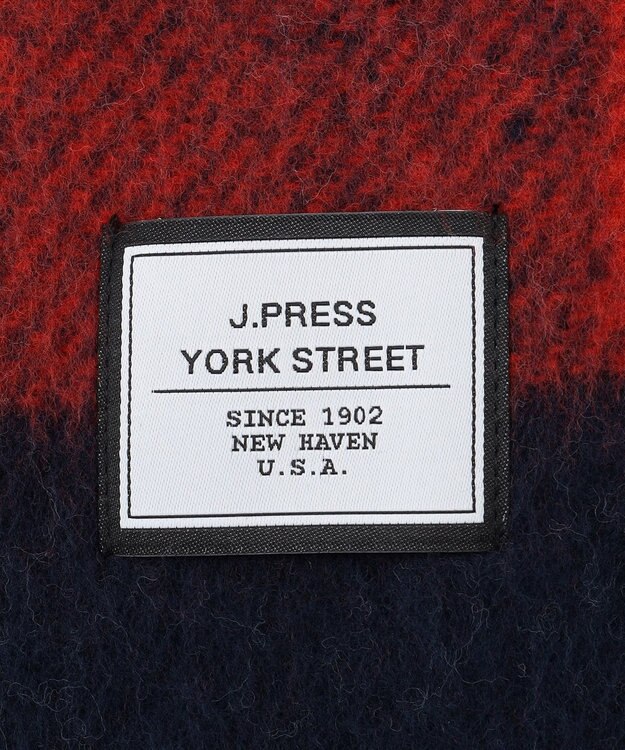 J.PRESS
YORK STREET
SINCE 1902
NEW HAVEN
U.S.A.